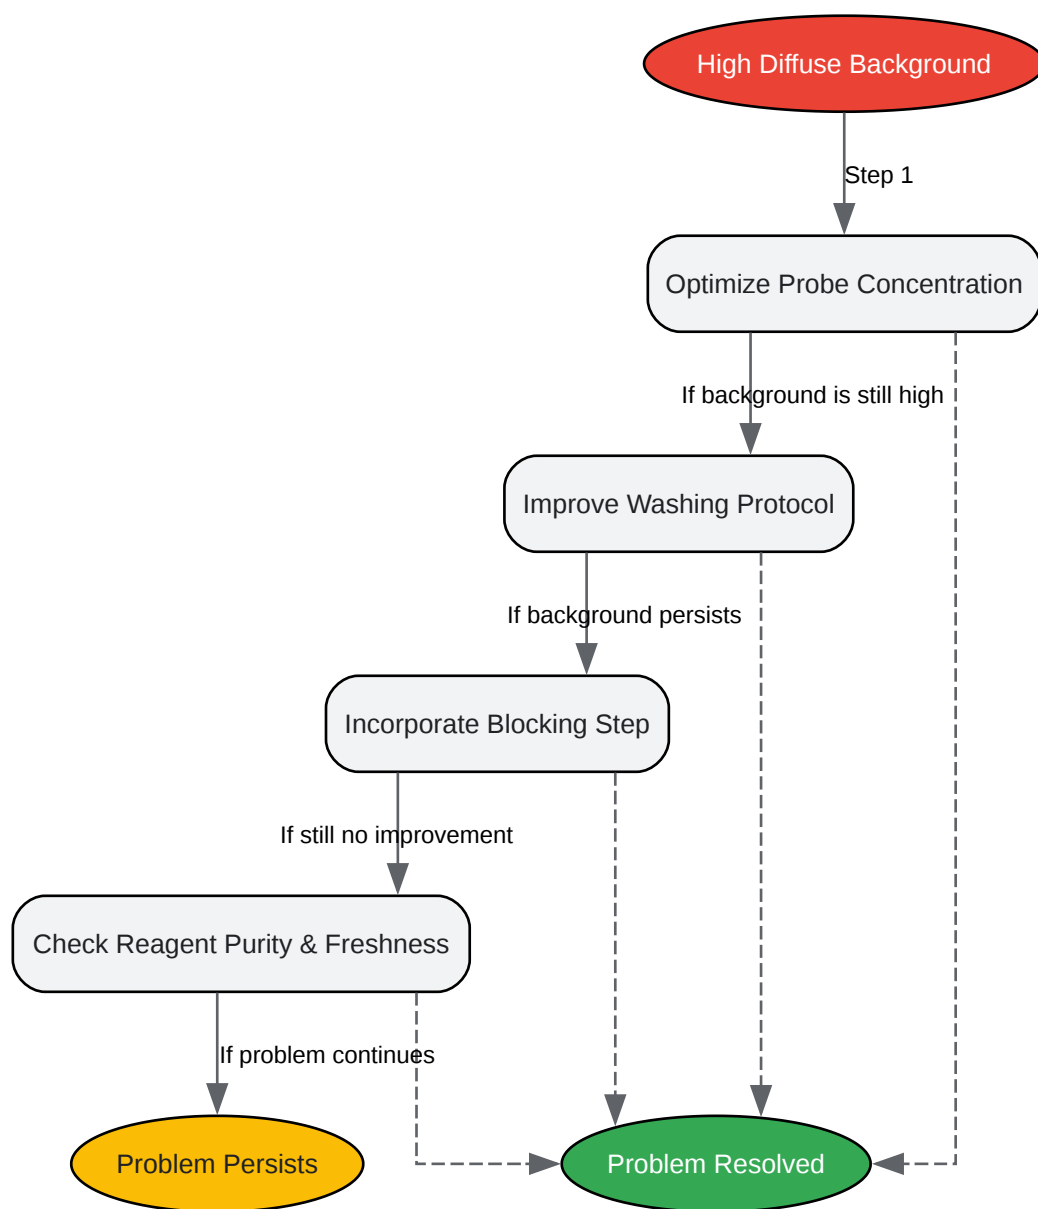 High Diffuse Background
Step 1
Optimize Probe Concentration
If background is still high
Improve Washing Protocol
If background persists
Incorporate Blocking Step
If still no improvement
Check Reagent Purity & Freshness
If problem continues
Problem Persists
Problem Resolved